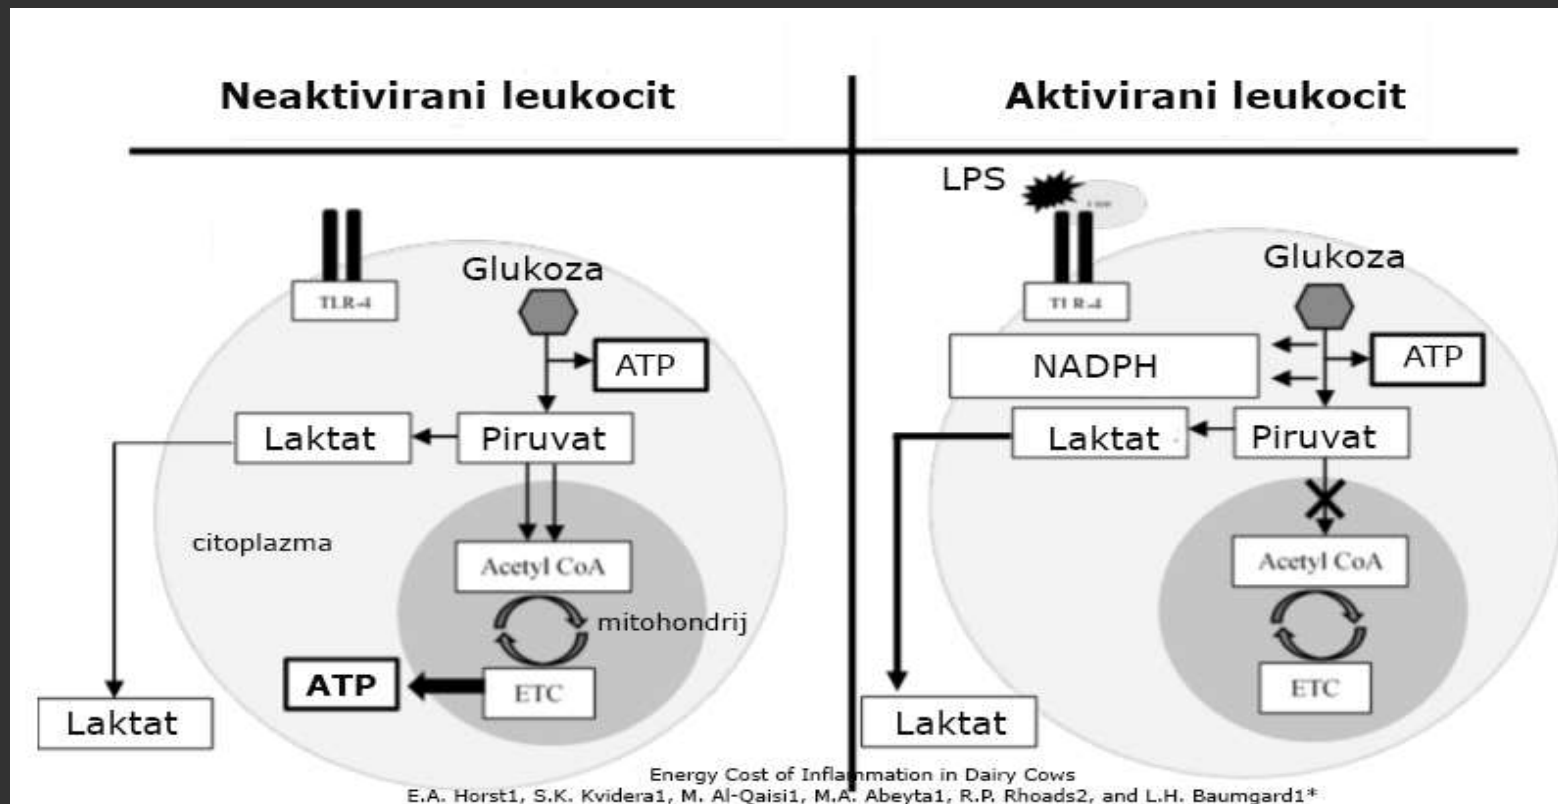 Neaktivirani leukocit
Aktivirani leukocit
TLR-4
Glukoza
ATP
Laktat
Piruvat
citoplazma
Acetyl CoA
mitohondrij
ATP
ETC
Laktat
LPS
TLR-4
Glukoza
NADPH
ATP
Laktat
Piruvat
Acetyl CoA
ETC
Laktat
Energy Cost of Inflammation in Dairy Cows
E.A. Horst1, S.K. Kvidera1, M. Al-Qaisi1, M.A. Abeyta1, R.P. Rhoads2, and L.H. Baumgard1*